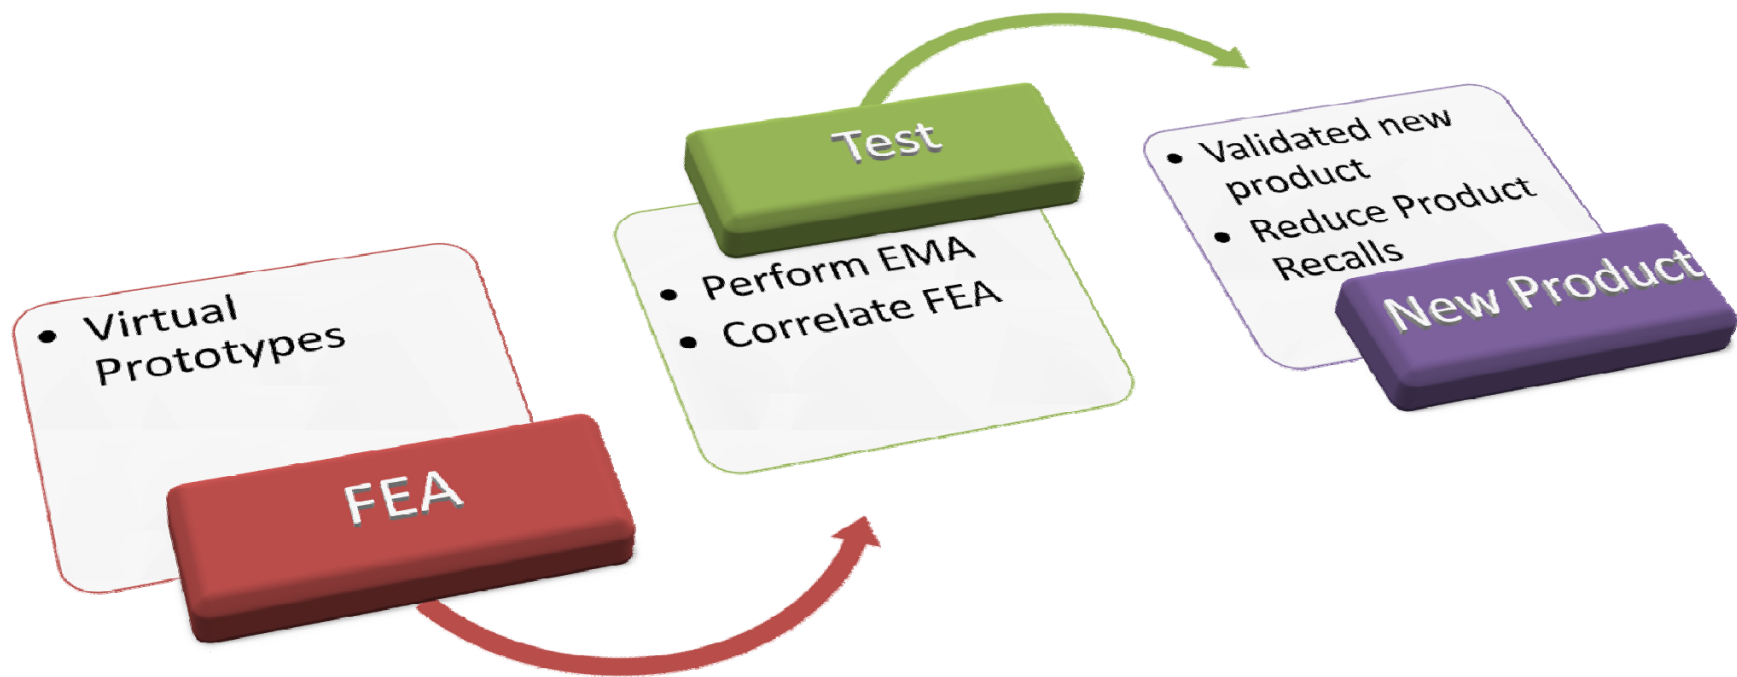 • Virtual
Prototypes
FEA
Test
• Perform EMA
• Correlate FEA
• Validated new
product
• Reduce Product
Recalls
New Product